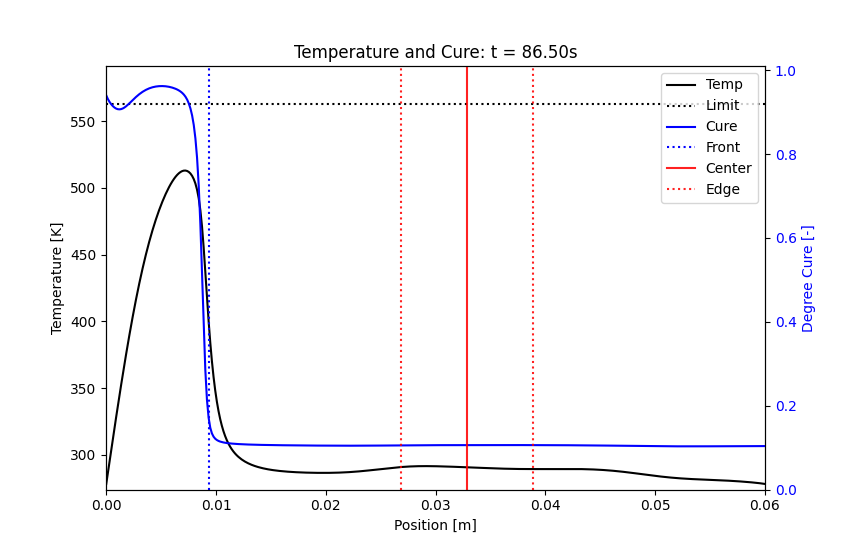 Temperature and Cure: t = 86.50s
Temperature [K]
550
500
450
400
350
300
0.00
0.01
0.02
0.03
0.04
0.05
0.06
Position [m]
1.0
0.8
0.6
0.4
0.2
0.0
Degree Cure [-]
Temp
Limit
Cure
Front
Center
Edge